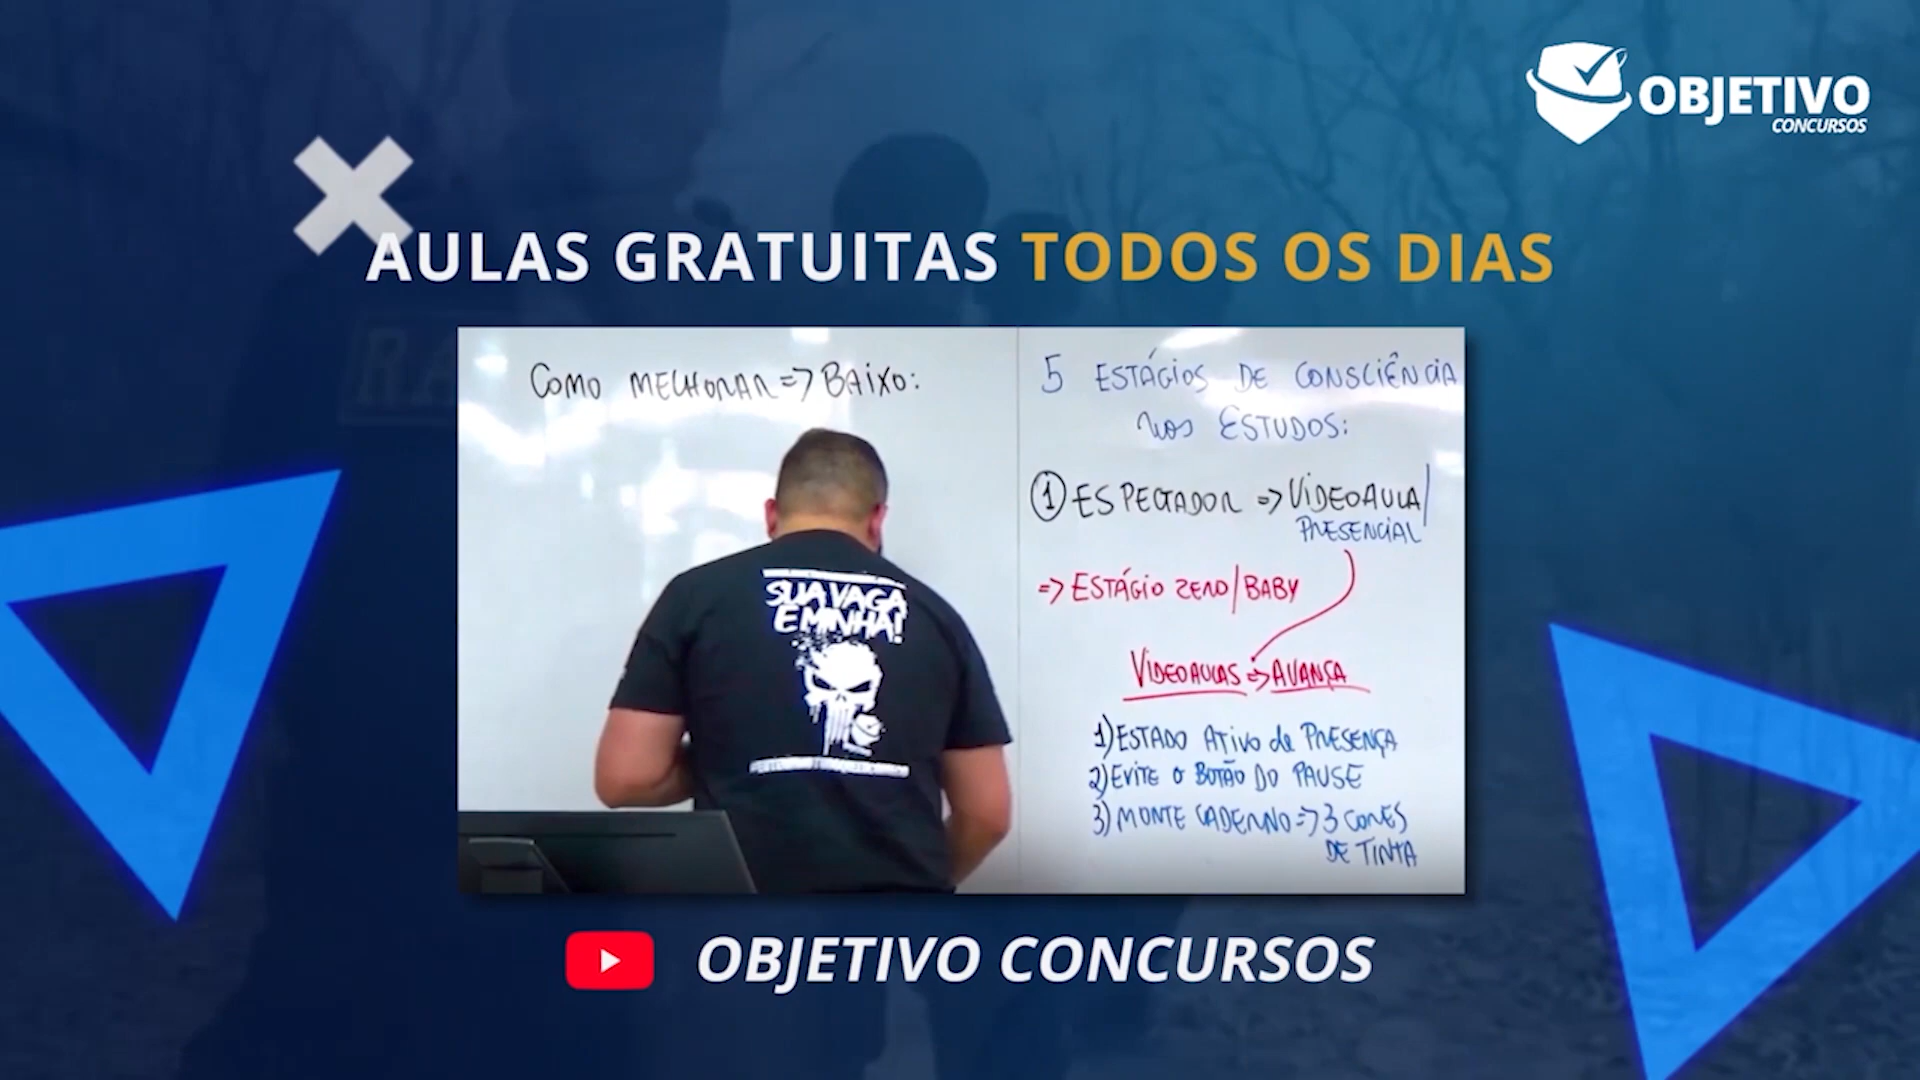 OBJETIVO
CONCURSOS
AULAS GRATUITAS TODOS OS DIAS
COMO MELHORAR => BAIXO:
5 ESTÁGIOS DE CONSCIÊNCIA
NOS ESTUDOS:
1 ESPECTADOR => VIDEOAULA/
PRESENCIAL
=> ESTÁGIO ZERO/BABY
VIDEOAULAS => AVANÇA
1) ESTADO ATIVO de PRESENÇA
2) EVITE O BOTÃO DO PAUSE
3) MONTE CADERNO => 3 CORES
DE TINTA
SUA VAGA
É MINHA!
OBJETIVO CONCURSOS